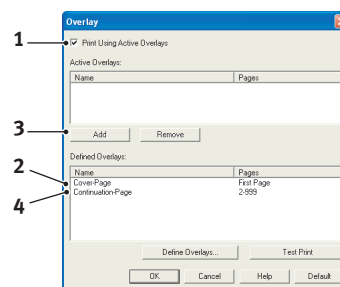 Overlay
1
Print Using Active Overlays
Active Overlays:
Name Pages
3
Add Remove
Defined Overlays:
2
Name Pages
Cover-Page First Page
4
Continuation-Page 2-999
Define Overlays... Test Print
OK Cancel Help Default